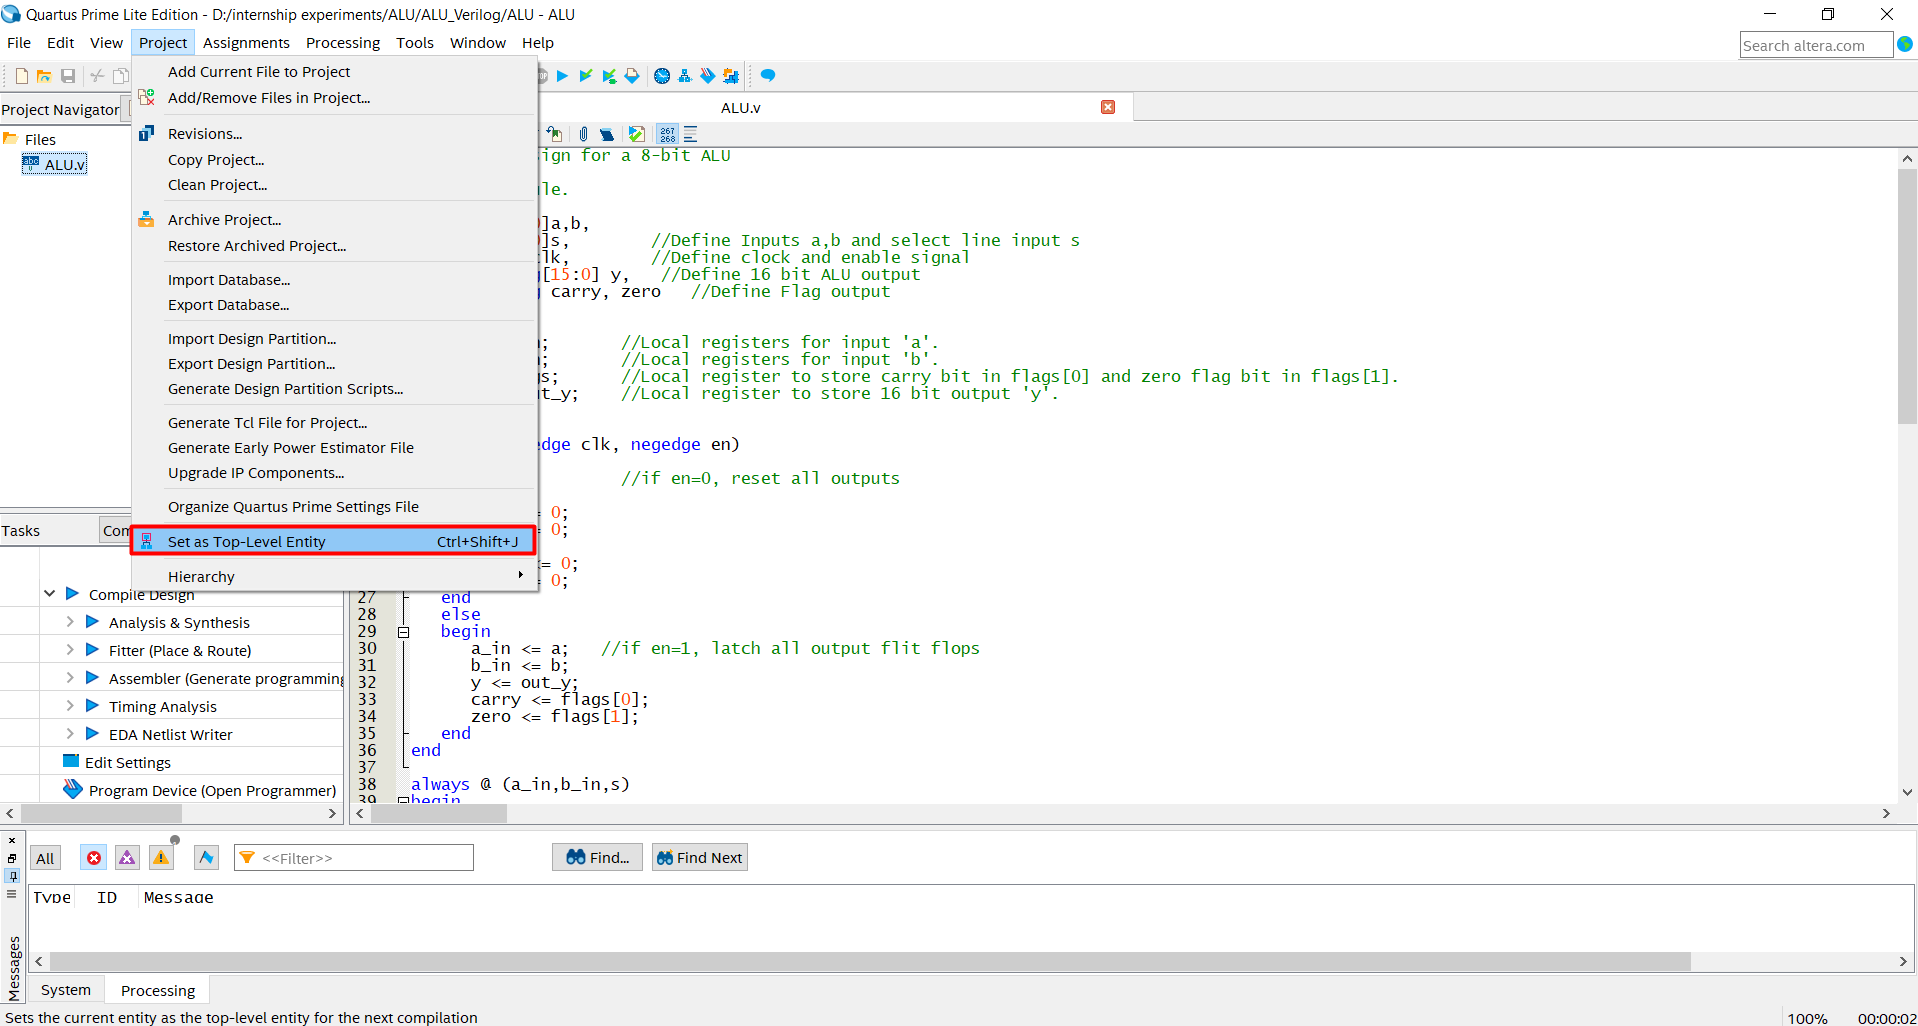 Quartus Prime Lite Edition - D:/internship experiments/ALU/ALU_Verilog/ALU - ALU
File Edit View Project Assignments Processing Tools Window Help
Search altera.com
Add Current File to Project
Add/Remove Files in Project...
Revisions...
Copy Project...
Clean Project...
Archive Project...
Restore Archived Project...
Import Database...
Export Database...
Import Design Partition...
Export Design Partition...
Generate Design Partition Scripts...
Generate Tcl File for Project...
Generate Early Power Estimator File
Upgrade IP Components...
Organize Quartus Prime Settings File
Set as Top-Level Entity Ctrl+Shift+J
Hierarchy
Project Navigator
Files
ALU.v
ALU.v
267
268
ign for a 8-bit ALU
le.
]a,b,
]s, //Define Inputs a,b and select line input s
lk, //Define clock and enable signal
[15:0] y, //Define 16 bit ALU output
carry, zero //Define Flag output
; //Local registers for input 'a'.
; //Local registers for input 'b'.
gs; //Local register to store carry bit in flags[0] and zero flag bit in flags[1].
t_y; //Local register to store 16 bit output 'y'.
edge clk, negedge en)
//if en=0, reset all outputs
= 0;
= 0;
<= 0;
= 0;
27 end
28 else
29 begin
30 a_in <= a; //if en=1, latch all output flit flops
31 b_in <= b;
32 y <= out_y;
33 carry <= flags[0];
34 zero <= flags[1];
35 end
36 end
37
38 always @ (a_in,b_in,s)
39 begin
Tasks Com
Compile Design
Analysis & Synthesis
Fitter (Place & Route)
Assembler (Generate programming
Timing Analysis
EDA Netlist Writer
Edit Settings
Program Device (Open Programmer)
All <<Filter>> Find... Find Next
Type ID Message
Messages
System Processing
Sets the current entity as the top-level entity for the next compilation
100% 00:00:02